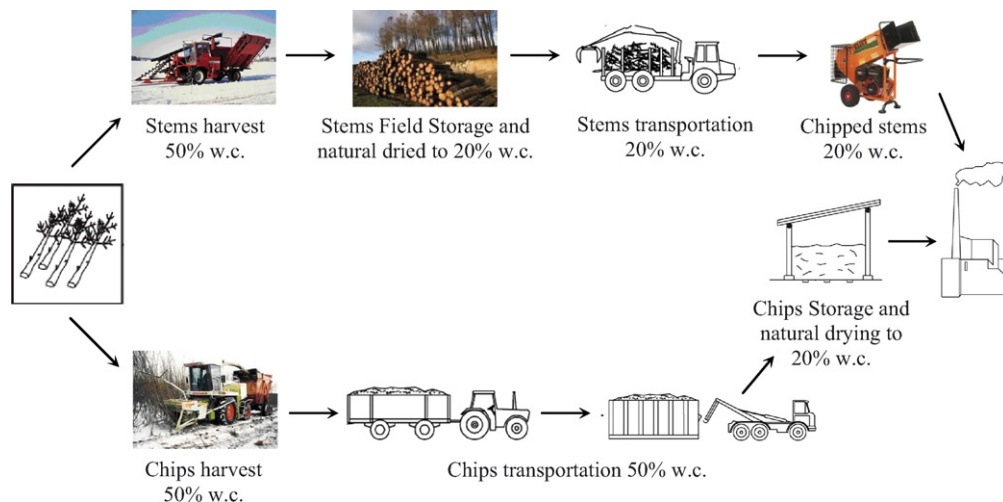 Stems harvest
50% w.c.
Stems Field Storage and
natural dried to 20% w.c.
Stems transportation
20% w.c.
Chipped stems
20% w.c.
Chips Storage and
natural drying to
20% w.c.
Chips harvest
50% w.c.
Chips transportation 50% w.c.